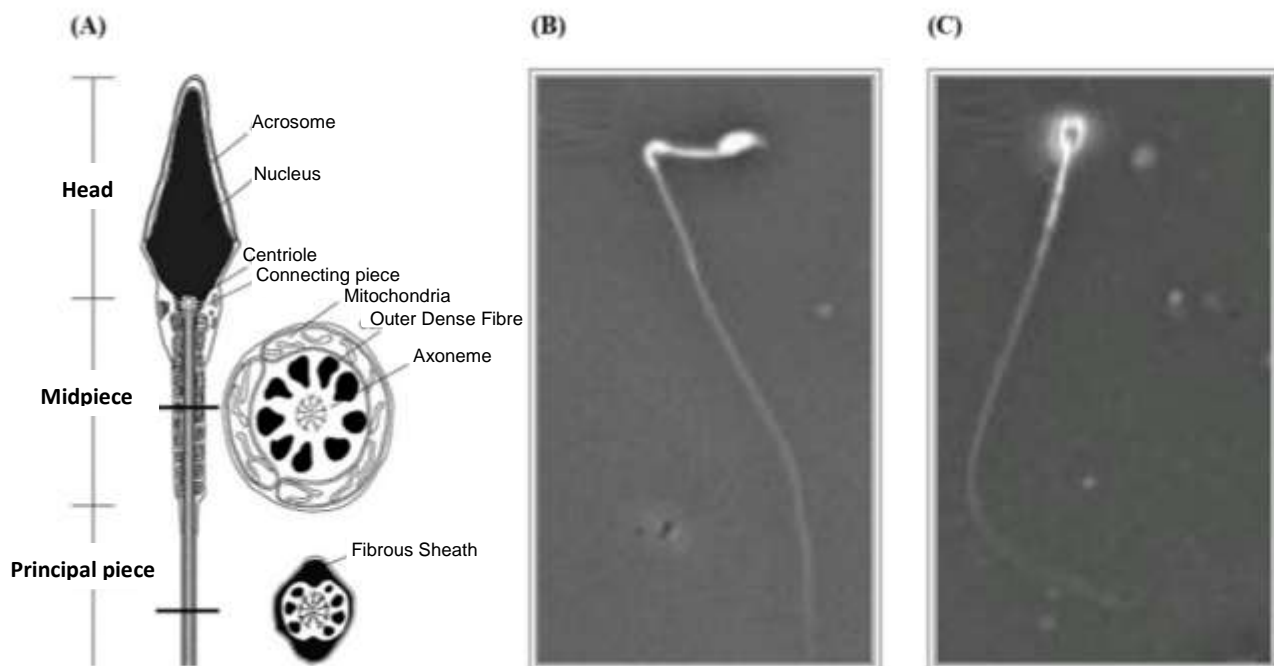 (A)
(B)
(C)
Acrosome
Nucleus
Head
Centriole
Connecting piece
Mitochondria
Outer Dense Fibre
Axoneme
Midpiece
Fibrous Sheath
Principal piece